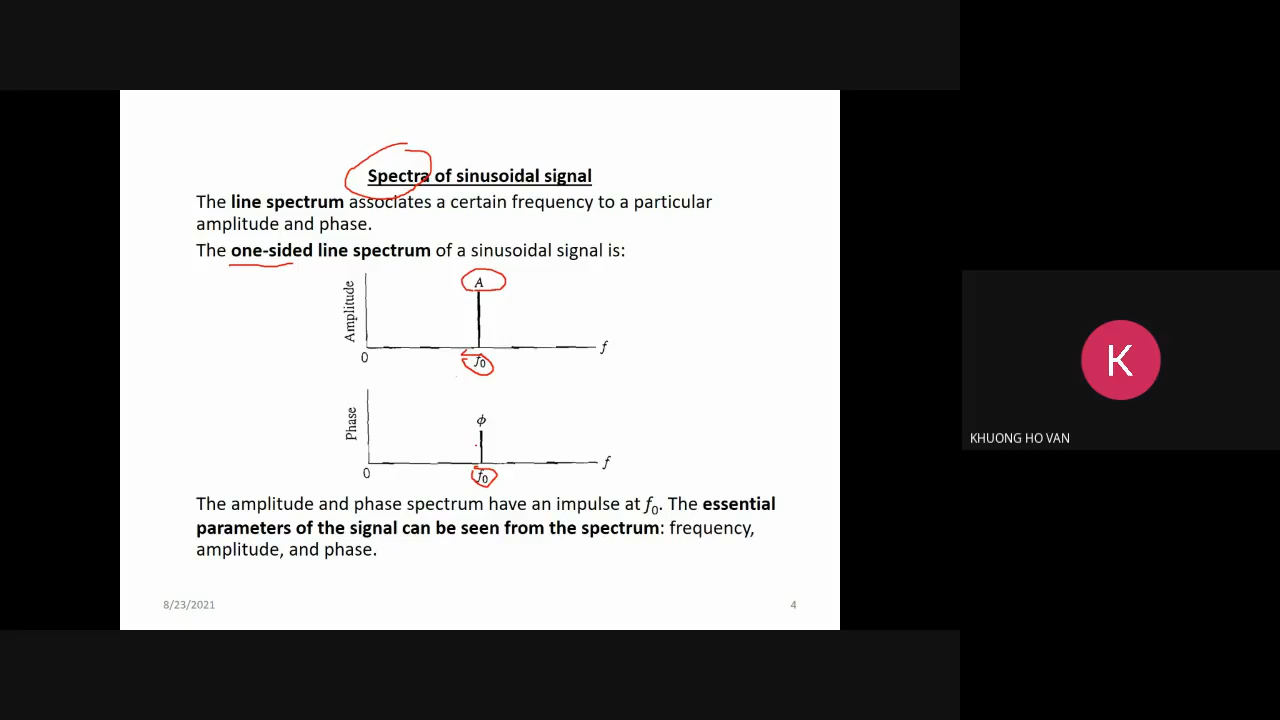 Spectra of sinusoidal signal
The line spectrum associates a certain frequency to a particular
amplitude and phase.
The one-sided line spectrum of a sinusoidal signal is:
Amplitude
A
0
f₀
f
Phase
ϕ
0
f₀
f
The amplitude and phase spectrum have an impulse at f₀. The essential
parameters of the signal can be seen from the spectrum: frequency,
amplitude, and phase.
8/23/2021
4
K
KHUONG HO VAN